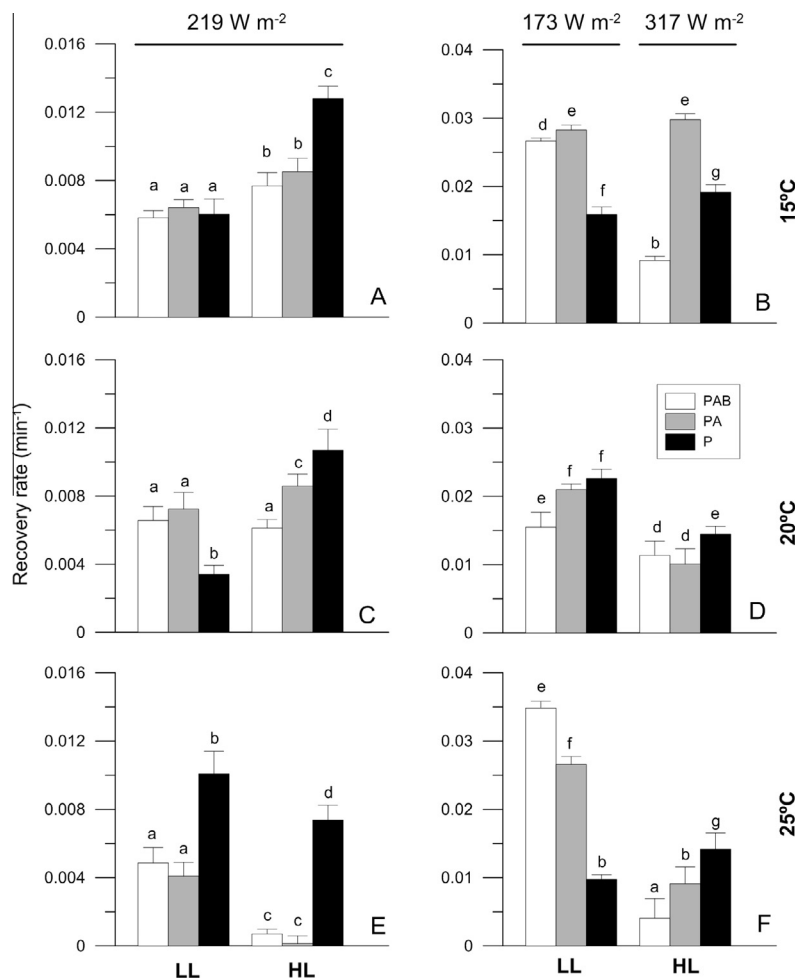 219 W m-2
173 W m-2 317 W m-2
Recovery rate (min-1)
0.016
0.012
0.008
0.004
0
a a a b b c
A
0.04
0.03
0.02
0.01
0
d e f b e g
B
15ºC
0.016
0.012
0.008
0.004
0
a a b a c d
C
0.04
0.03
0.02
0.01
0
e f f d d e
D
PAB
PA
P
20ºC
0.016
0.012
0.008
0.004
0
a a b c c d
E
LL HL
0.04
0.03
0.02
0.01
0
e f b a b g
F
LL HL
25ºC